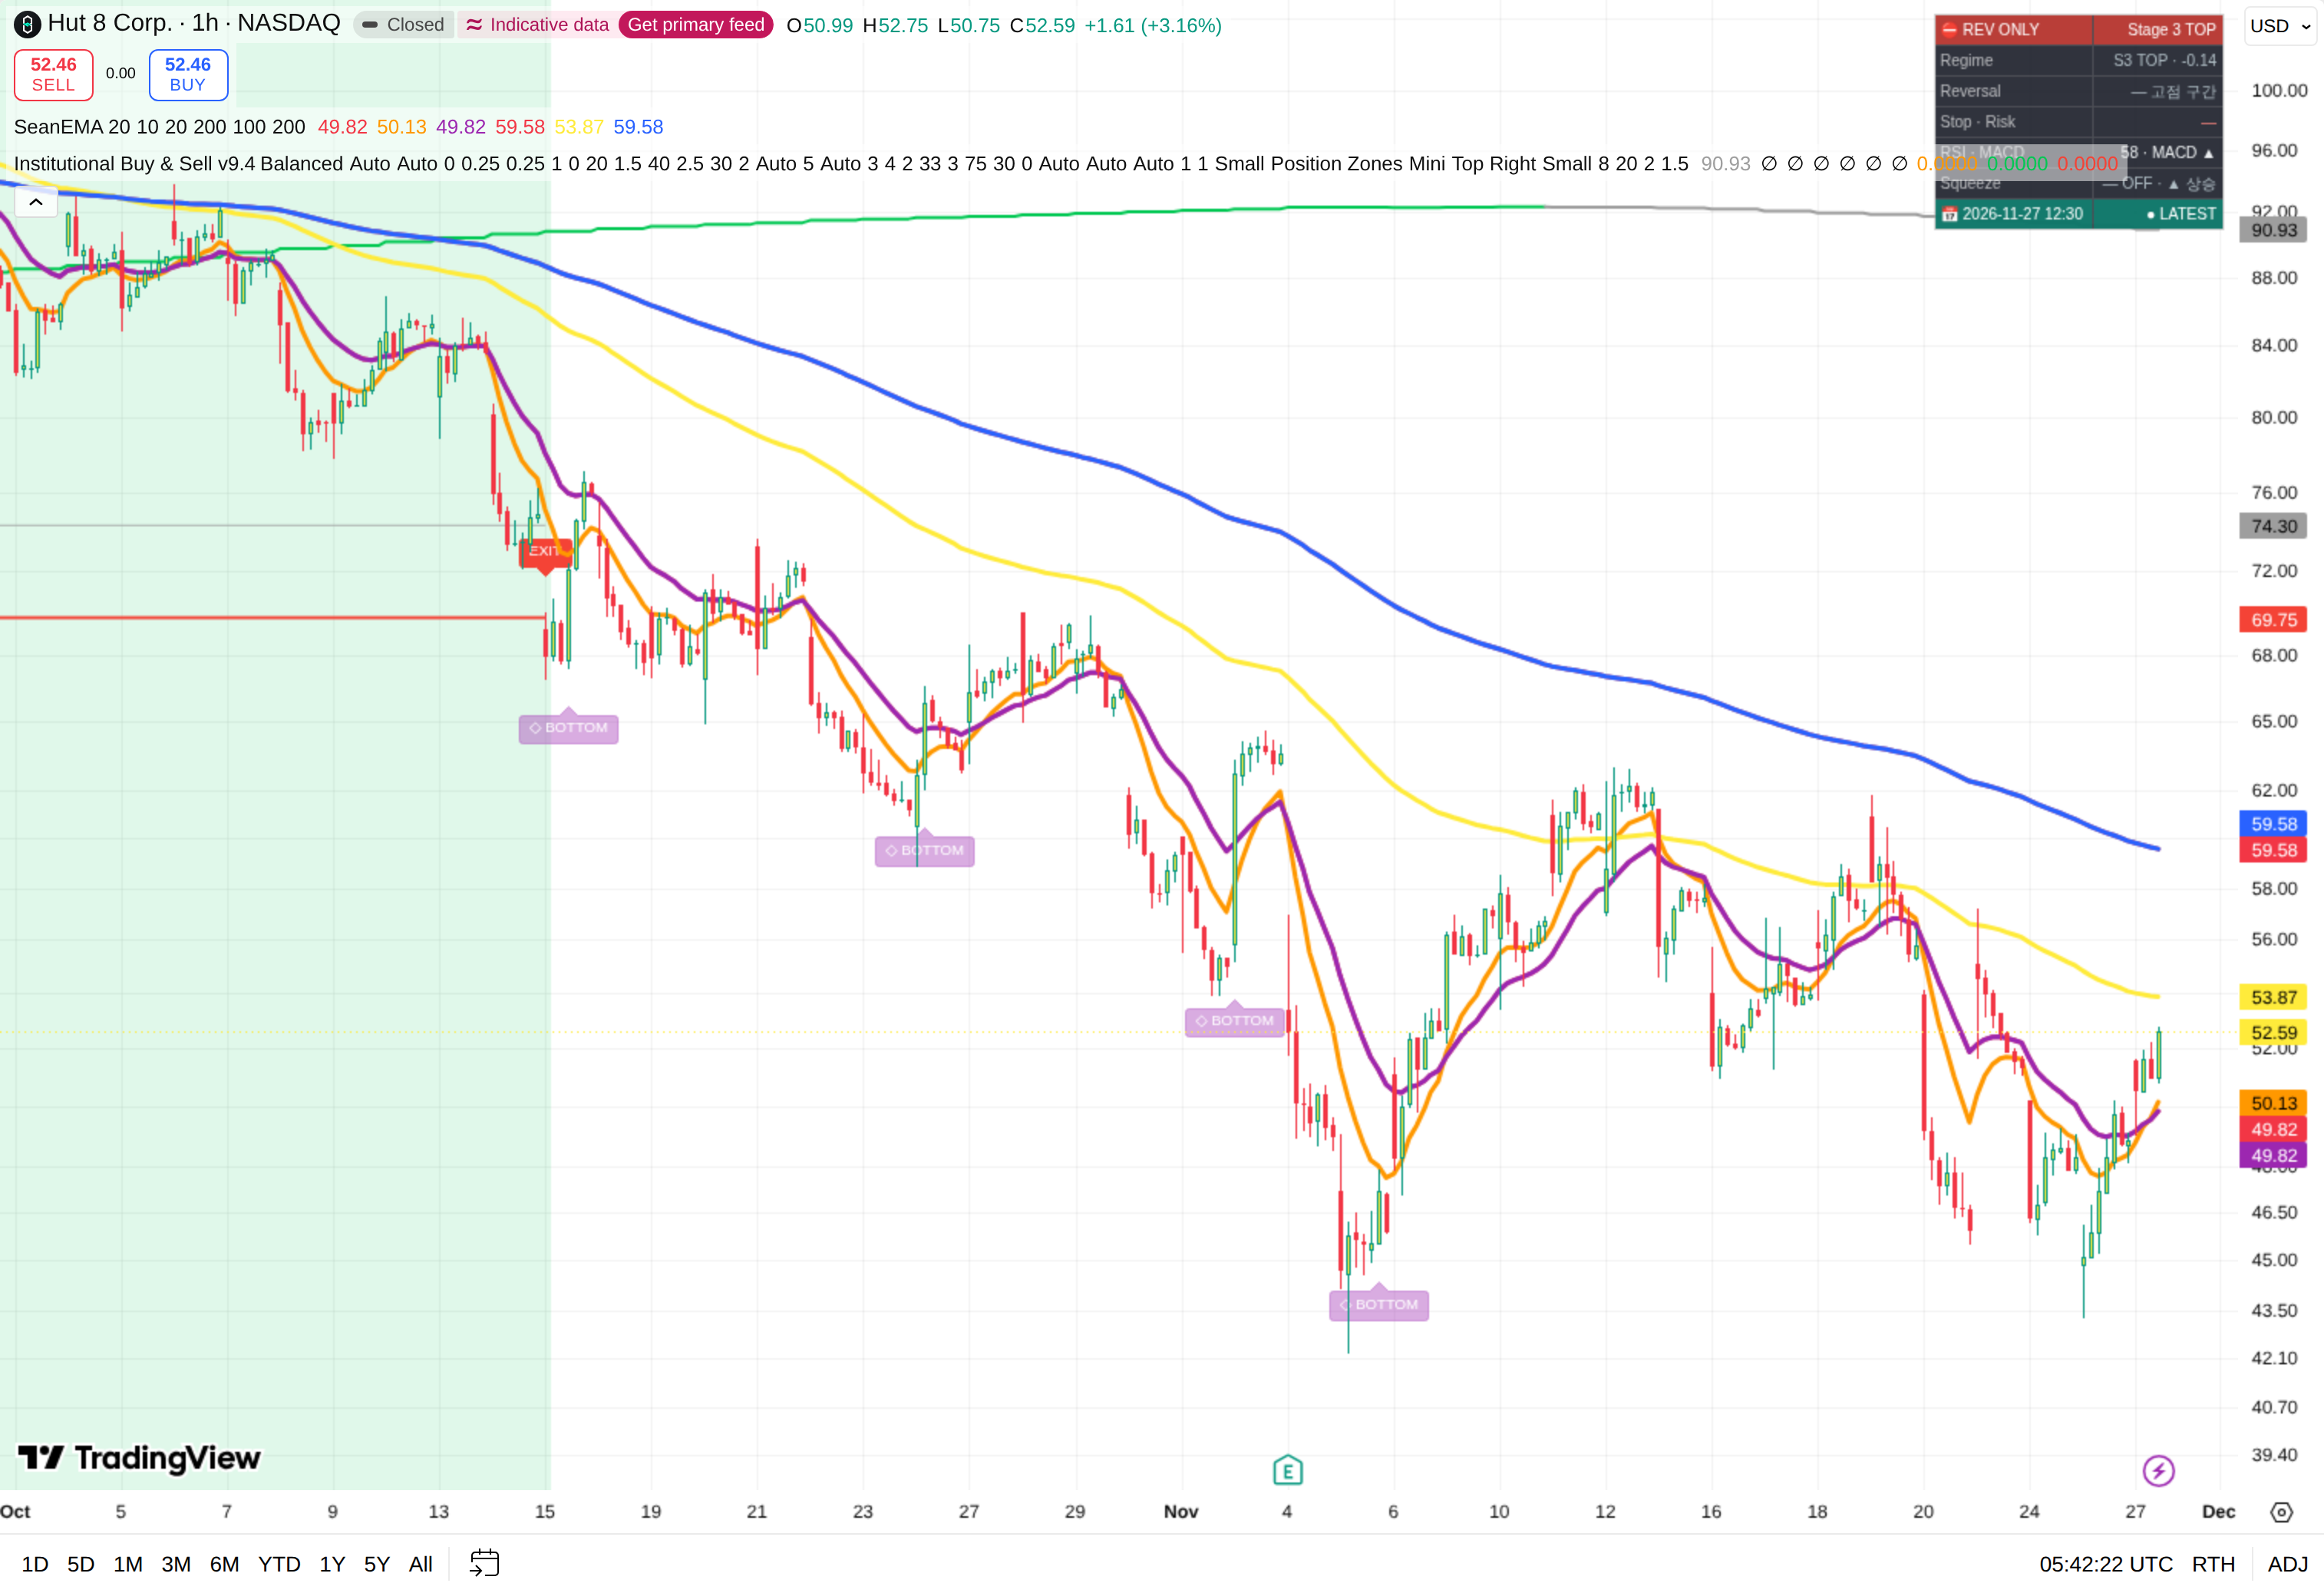 Hut 8 Corp. · 1h · NASDAQ Closed Indicative data Get primary feed O50.99 H52.75 L50.75 C52.59 +1.61 (+3.16%)
52.46 SELL 0.00 52.46 BUY
SeanEMA 20 10 20 200 100 200 49.82 50.13 49.82 59.58 53.87 59.58
Institutional Buy & Sell v9.4 Balanced Auto Auto 0 0.25 0.25 1 0 20 1.5 40 2.5 30 2 Auto 5 Auto 3 4 2 33 3 75 30 0 Auto Auto Auto 1 1 Small Position Zones Mini Top Right Small 8 20 2 1.5 90.93 ∅ ∅ ∅ ∅ ∅ ∅ 0.0000 0.0000 0.0000
REV ONLY Stage 3 TOP
Regime S3 TOP · -0.14
Reversal — 고점 구간
Stop · Risk —
RSI · MACD 58 · MACD ▲
Squeeze — OFF · ▲ 상승
2026-11-27 12:30 ● LATEST
USD
100.00
96.00
92.00
90.93
88.00
84.00
80.00
76.00
74.30
72.00
69.75
68.00
65.00
62.00
59.58
59.58
58.00
56.00
53.87
52.59
52.00
50.13
49.82
49.82
48.00
46.50
45.00
43.50
42.10
40.70
39.40
EXIT
◇ BOTTOM
◇ BOTTOM
◇ BOTTOM
◇ BOTTOM
TradingView
E
Oct 5 7 9 13 15 19 21 23 27 29 Nov 4 6 10 12 16 18 20 24 27 Dec
1D 5D 1M 3M 6M YTD 1Y 5Y All 05:42:22 UTC RTH ADJ